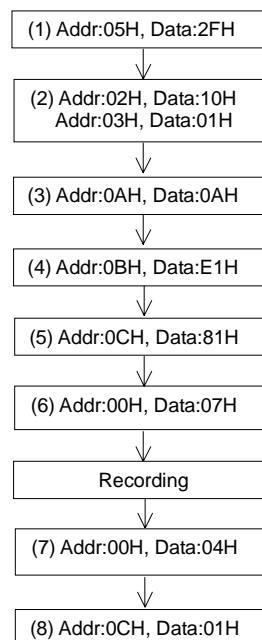 (1) Addr:05H, Data:2FH
(2) Addr:02H, Data:10H
Addr:03H, Data:01H
(3) Addr:0AH, Data:0AH
(4) Addr:0BH, Data:E1H
(5) Addr:0CH, Data:81H
(6) Addr:00H, Data:07H
Recording
(7) Addr:00H, Data:04H
(8) Addr:0CH, Data:01H